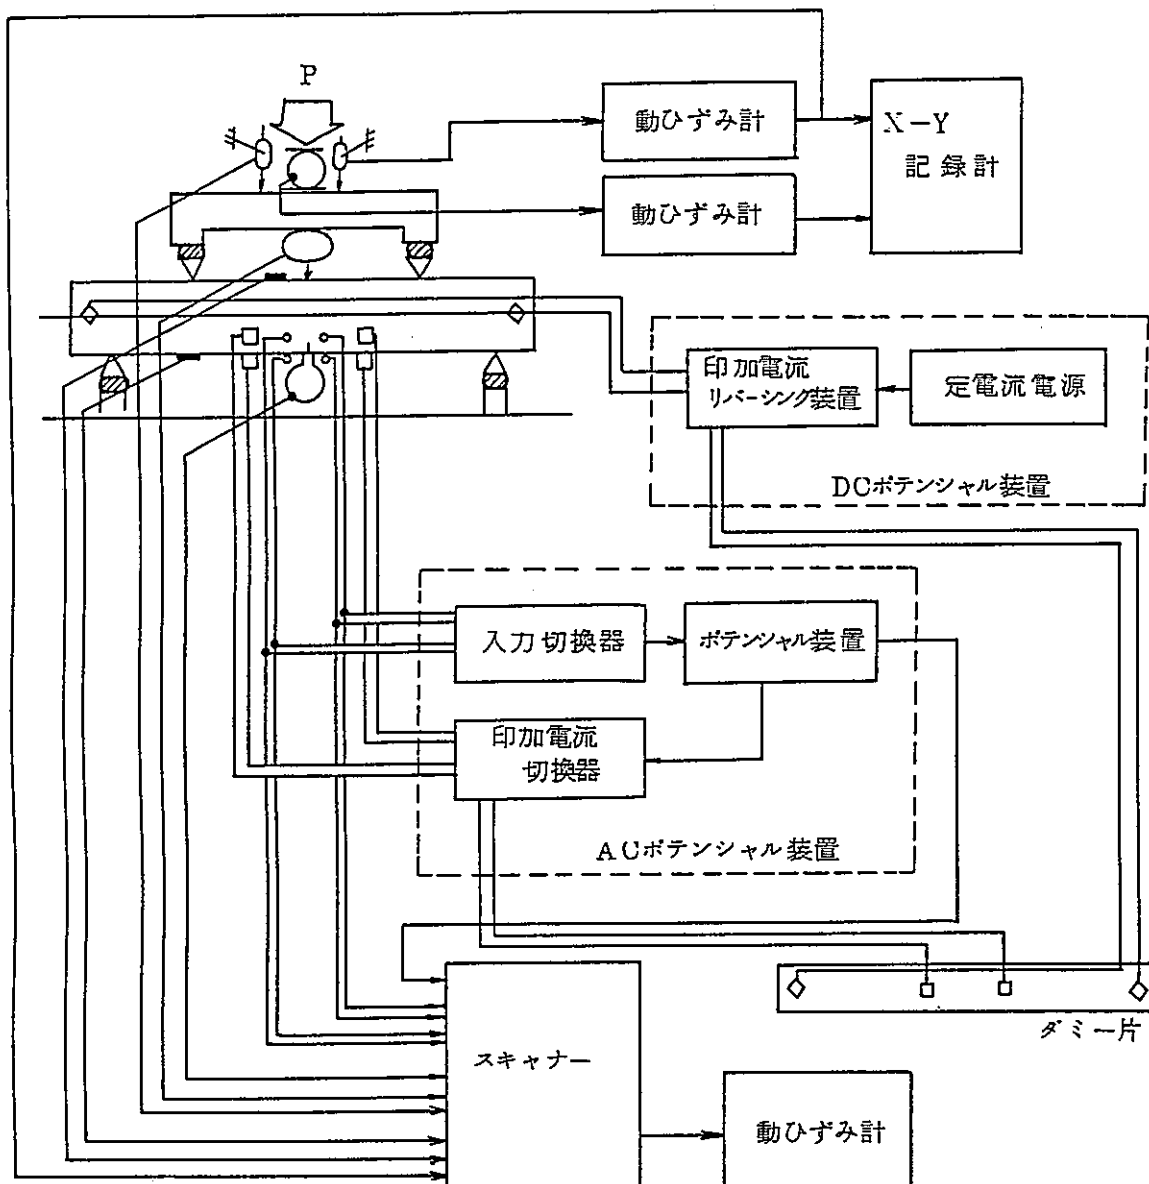 P
動ひずみ計
X-Y
記録計
動ひずみ計
印加電流
リバーシング装置
定電流電源
DCポテンシャル装置
入力切換器
ポテンシャル装置
印加電流
切換器
ACポテンシャル装置
ダミー片
スキャナー
動ひずみ計